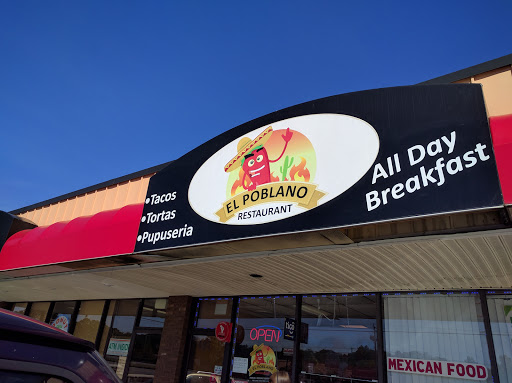 •Tacos
•Tortas
•Pupuseria
EL POBLANO
RESTAURANT
All Day
Breakfast
OPEN
MEXICAN FOOD